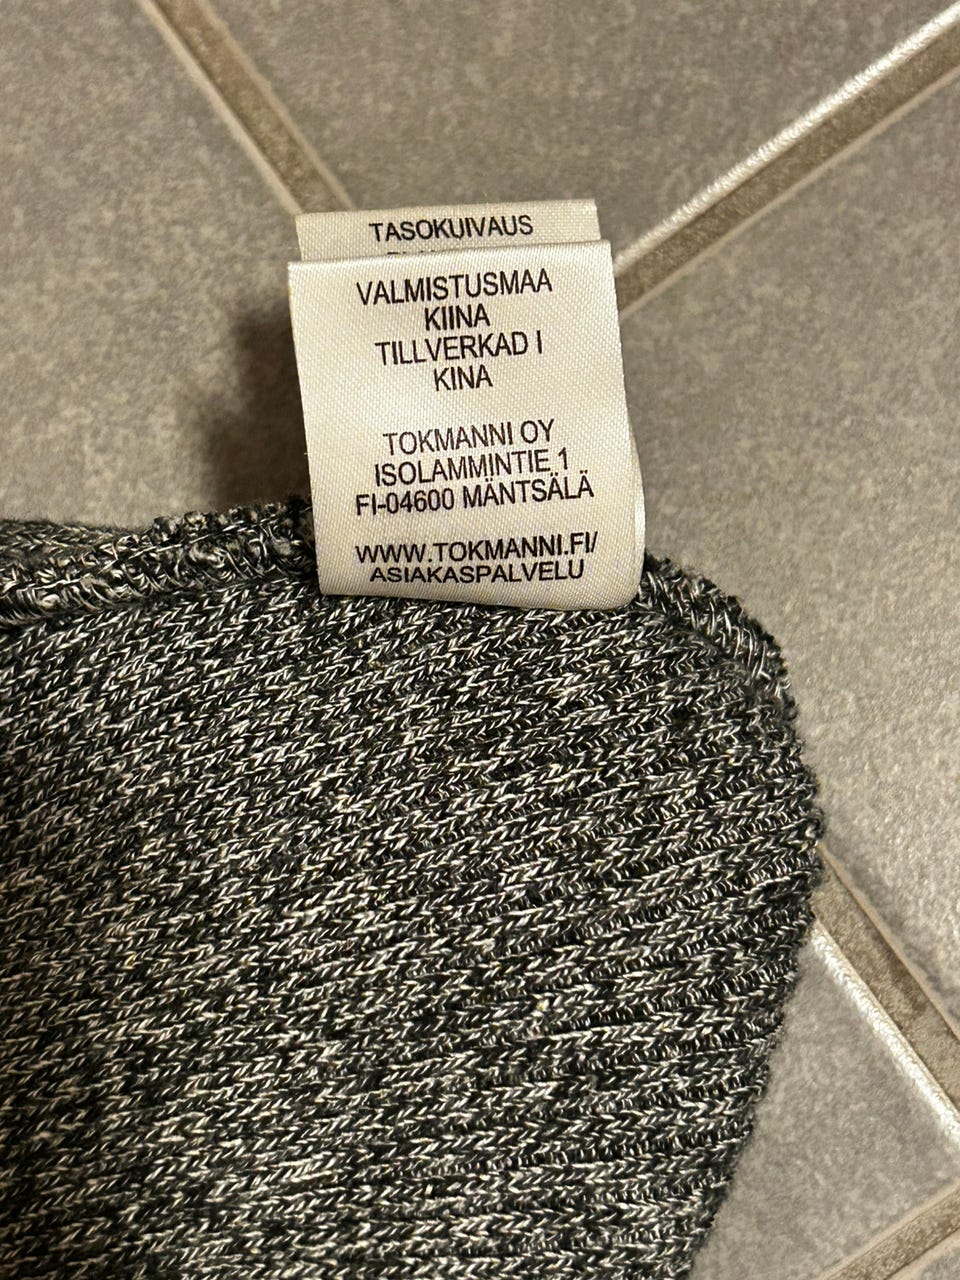 TASOKUIVAUS
VALMISTUSMAA
KIINA
TILLVERKAD I
KINA
TOKMANNI OY
ISOLAMMINTIE 1
FI-04600 MÄNTSÄLÄ
WWW.TOKMANNI.FI/
ASIAKASPALVELU